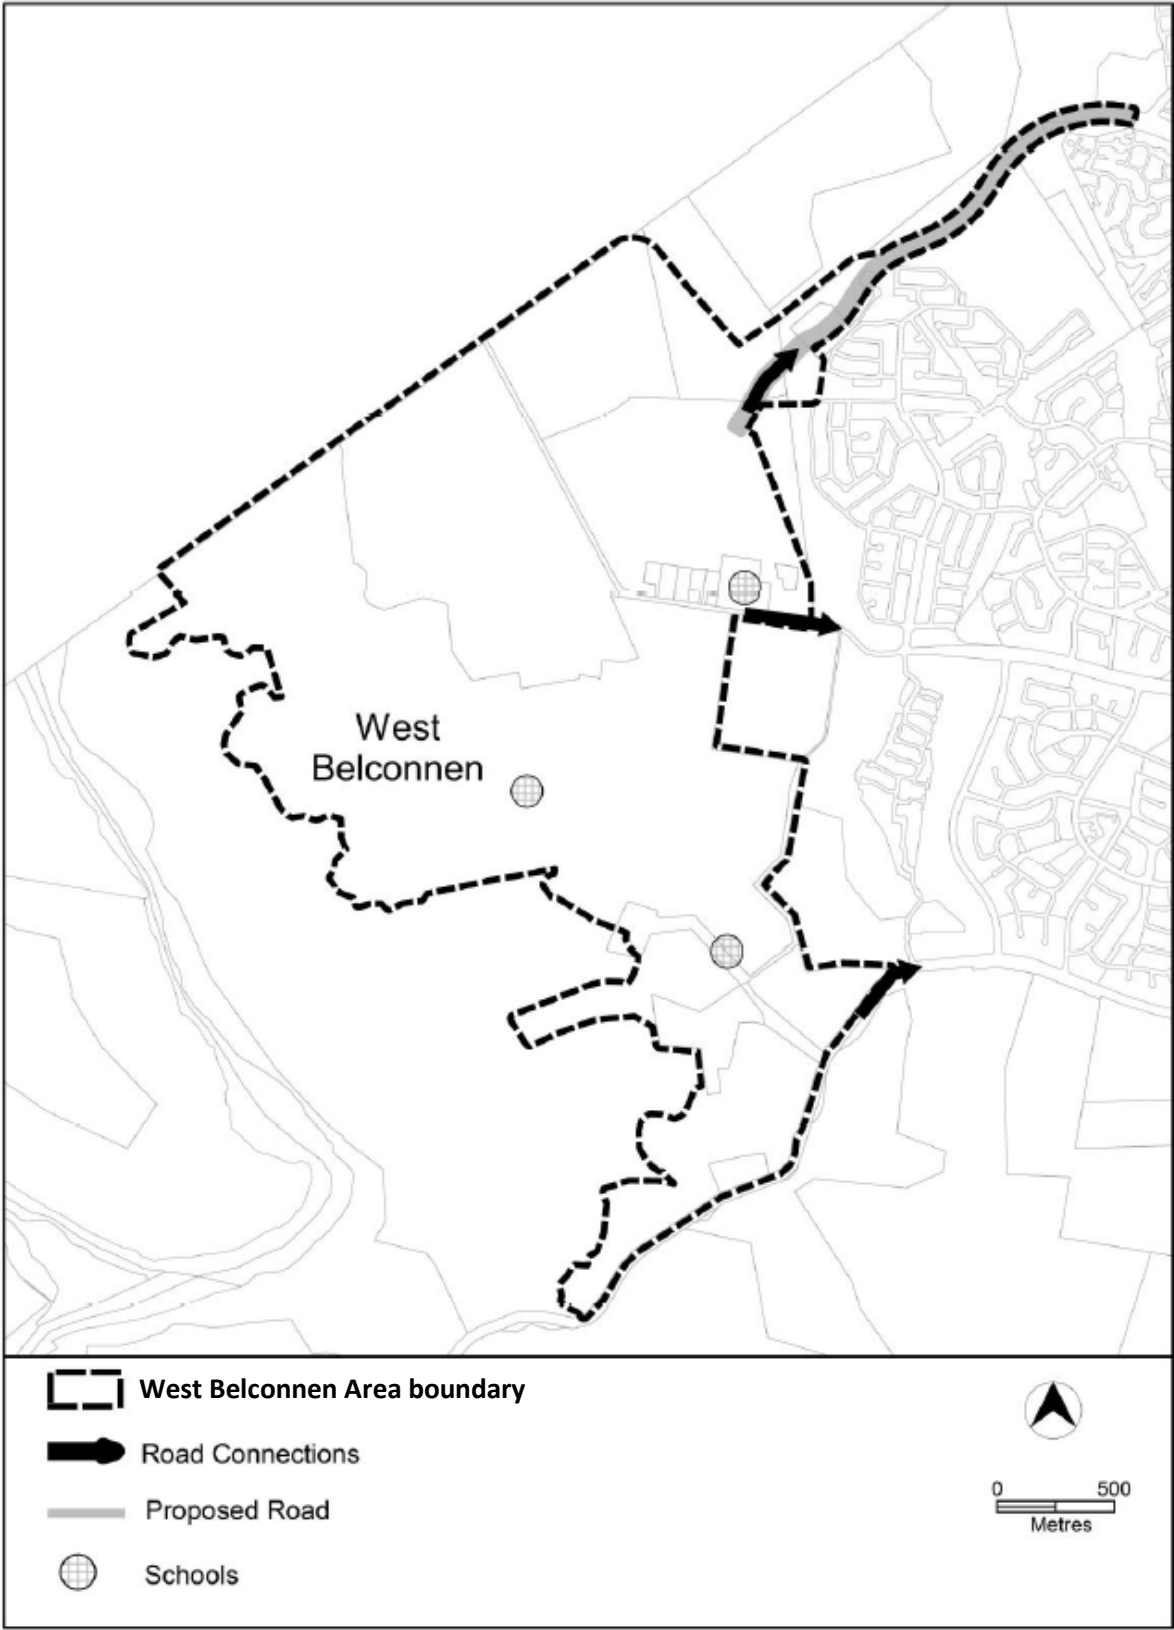 West
Belconnen
West Belconnen Area boundary
Road Connections
Proposed Road
Schools
0 500
Metres